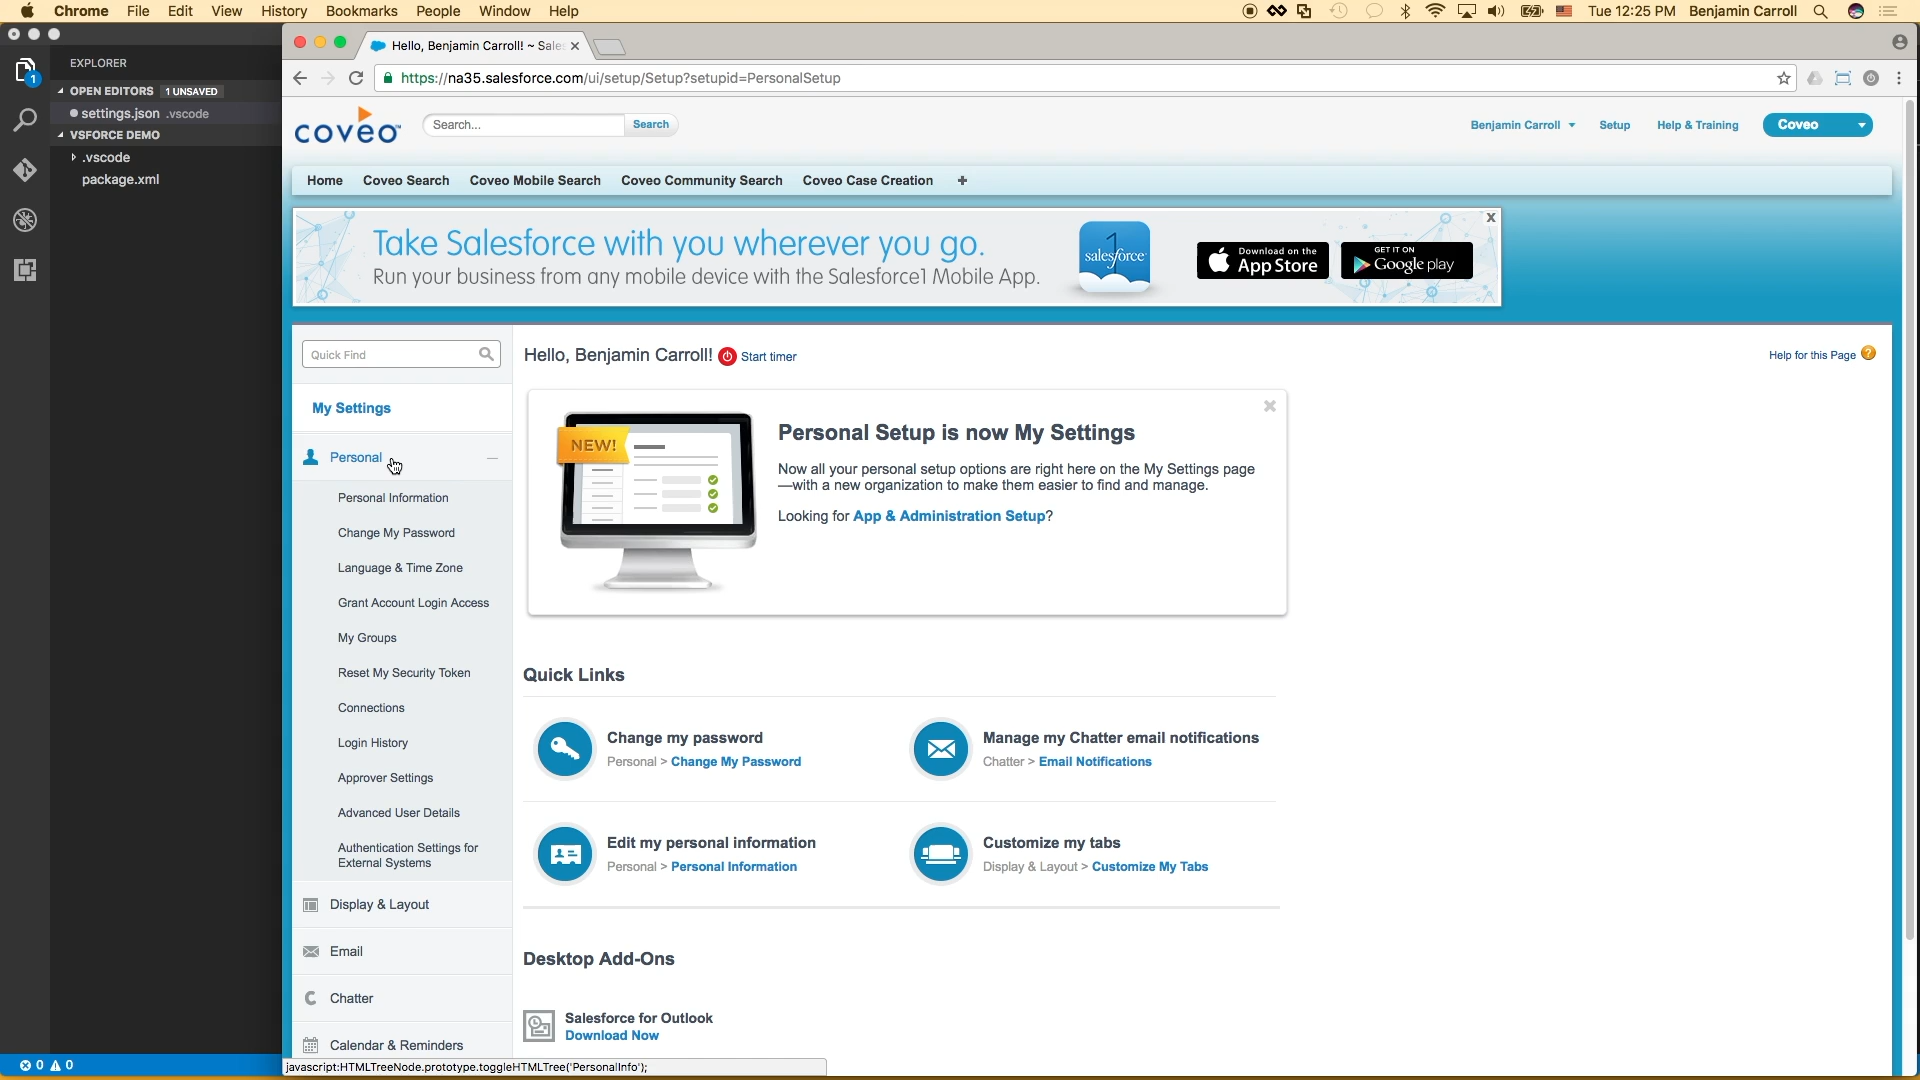 Chrome File Edit View History Bookmarks People Window Help
Tue 12:25 PM Benjamin Carroll
EXPLORER
OPEN EDITORS 1 UNSAVED
settings.json .vscode
VSFORCE DEMO
.vscode
package.xml
1
0 0
Hello, Benjamin Carroll! ~ Sale
https://na35.salesforce.com/ui/setup/Setup?setupid=PersonalSetup
coveo™
Search...
Search
Benjamin Carroll
Setup
Help & Training
Coveo
Home Coveo Search Coveo Mobile Search Coveo Community Search Coveo Case Creation +
Take Salesforce with you wherever you go.
Run your business from any mobile device with the Salesforce1 Mobile App.
1
salesforce
Download on the
App Store
GET IT ON
Google play
X
Quick Find
My Settings
Personal
Personal Information
Change My Password
Language & Time Zone
Grant Account Login Access
My Groups
Reset My Security Token
Connections
Login History
Approver Settings
Advanced User Details
Authentication Settings for
External Systems
Display & Layout
Email
Chatter
Calendar & Reminders
Hello, Benjamin Carroll! Start timer
Help for this Page ?
NEW!
Personal Setup is now My Settings
Now all your personal setup options are right here on the My Settings page
—with a new organization to make them easier to find and manage.
Looking for App & Administration Setup?
Quick Links
Change my password
Personal > Change My Password
Manage my Chatter email notifications
Chatter > Email Notifications
Edit my personal information
Personal > Personal Information
Customize my tabs
Display & Layout > Customize My Tabs
Desktop Add-Ons
Salesforce for Outlook
Download Now
javascript:HTMLTreeNode.prototype.toggleHTMLTree('PersonalInfo');